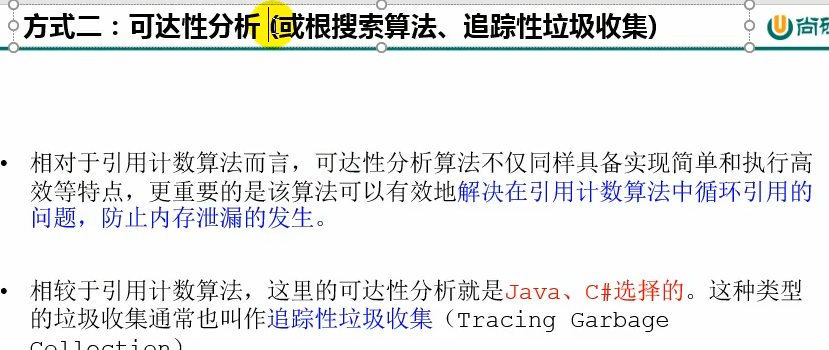 方式二：可达性分析 (或根搜索算法、追踪性垃圾收集)
尚硅
• 相对于引用计数算法而言，可达性分析算法不仅同样具备实现简单和执行高
效等特点，更重要的是该算法可以有效地解决在引用计数算法中循环引用的
问题，防止内存泄漏的发生。
• 相较于引用计数算法，这里的可达性分析就是Java、C#选择的。这种类型
的垃圾收集通常也叫作追踪性垃圾收集（Tracing Garbage
Collection）